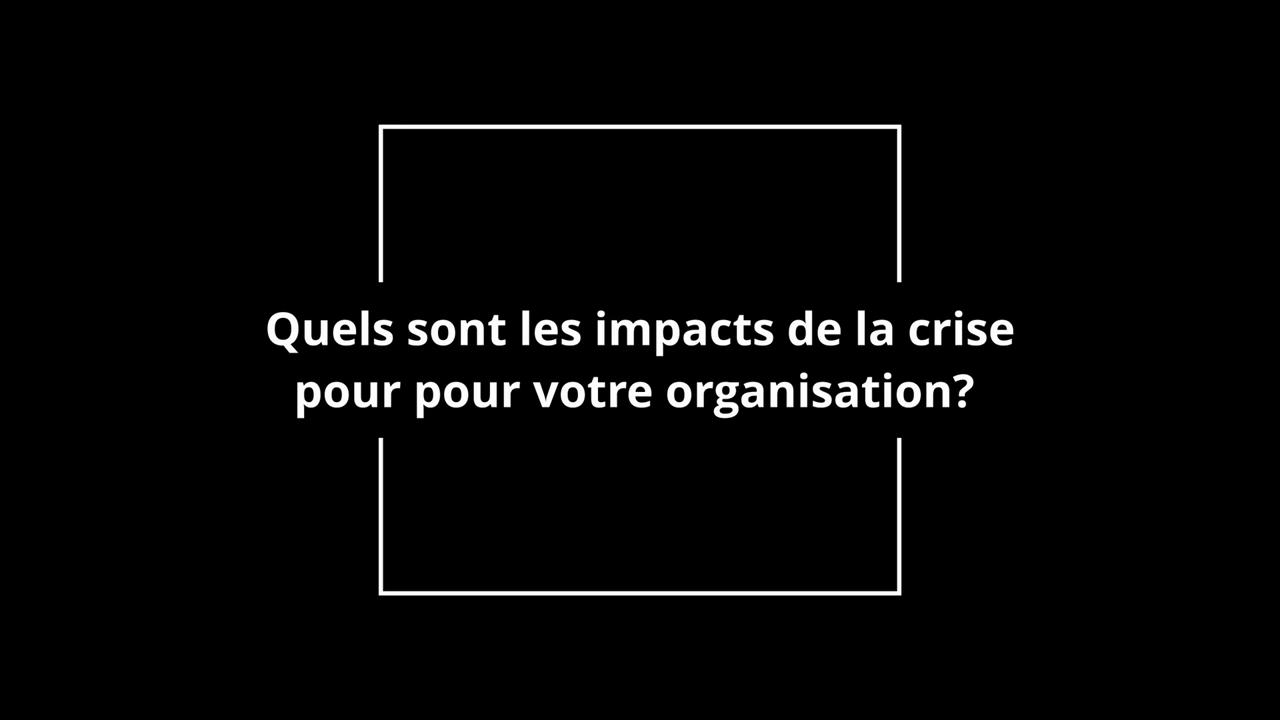 Quels sont les impacts de la crise
pour pour votre organisation?